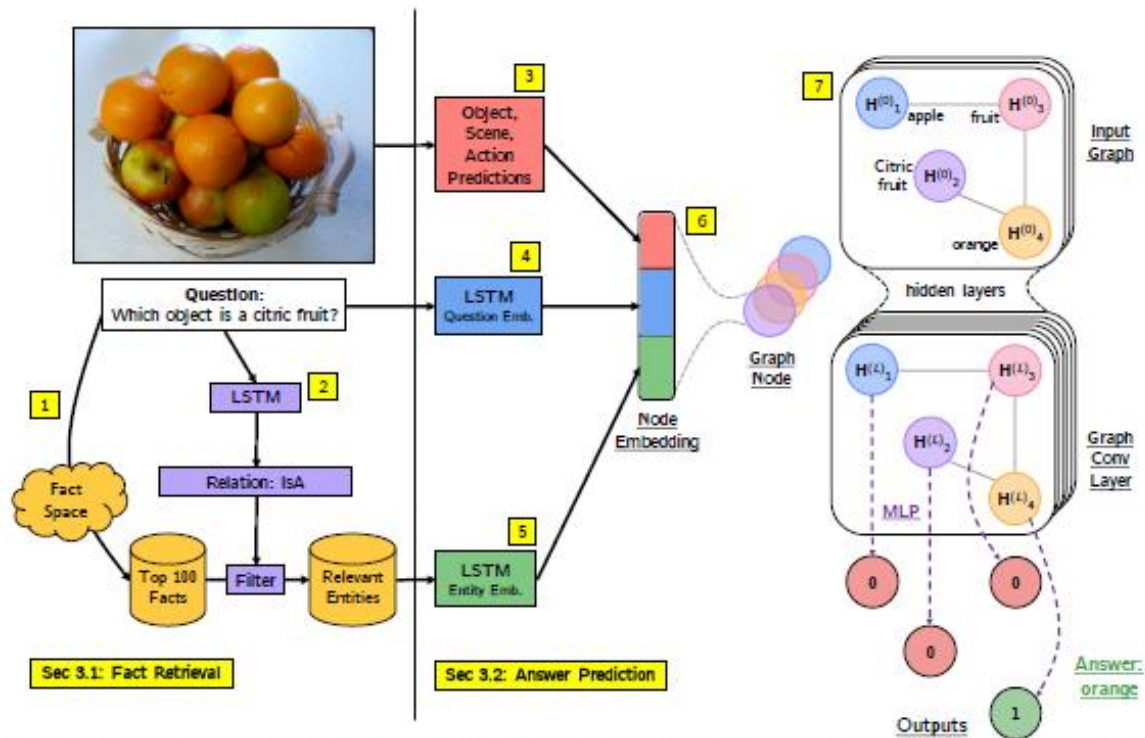 Question:
Which object is a citric fruit?
1
Fact
Space
2
LSTM
Relation: IsA
Top 100
Facts
Filter
Relevant
Entities
Sec 3.1: Fact Retrieval
3
Object,
Scene,
Action
Predictions
4
LSTM
Question Emb.
5
LSTM
Entity Emb.
Sec 3.2: Answer Prediction
6
Node
Embedding
Graph
Node
7
H⁽⁰⁾₁
apple
fruit
H⁽⁰⁾₃
Citric
fruit
H⁽⁰⁾₂
orange
H⁽⁰⁾₄
Input
Graph
hidden layers
H⁽ᴸ⁾₁
H⁽ᴸ⁾₃
H⁽ᴸ⁾₂
H⁽ᴸ⁾₄
MLP
Graph
Conv
Layer
0
0
0
1
Answer:
orange
Outputs